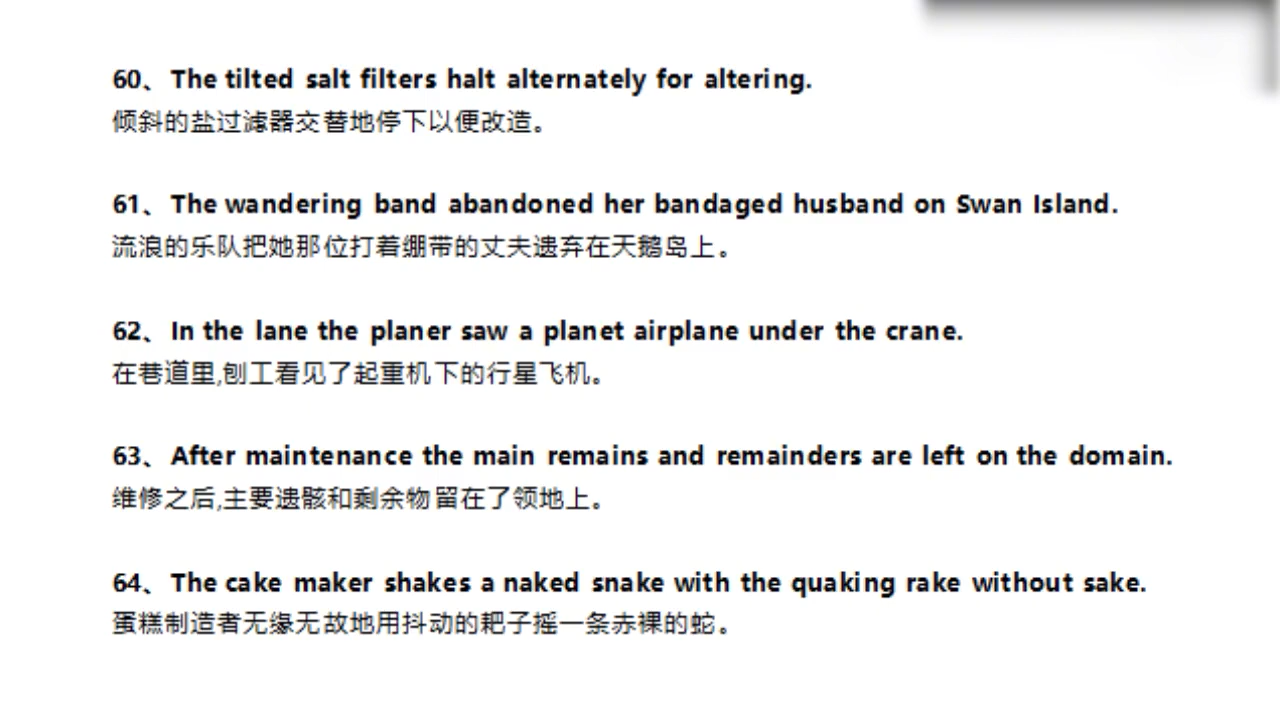 60、The tilted salt filters halt alternately for altering.
倾斜的盐过滤器交替地停下以便改造。
61、The wandering band abandoned her bandaged husband on Swan Island.
流浪的乐队把她那位打着绷带的丈夫遗弃在天鹅岛上。
62、In the lane the planer saw a planet airplane under the crane.
在巷道里,刨工看见了起重机下的行星飞机。
63、After maintenance the main remains and remainders are left on the domain.
维修之后,主要遗骸和剩余物留在了领地上。
64、The cake maker shakes a naked snake with the quaking rake without sake.
蛋糕制造者无缘无故地用抖动的耙子摇一条赤裸的蛇。